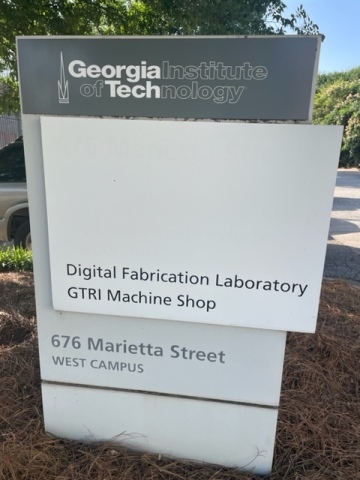 Georgia Institute
of Technology
Digital Fabrication Laboratory
GTRI Machine Shop
676 Marietta Street
WEST CAMPUS